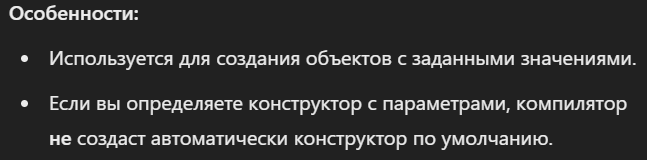 Особенности:
• Используется для создания объектов с заданными значениями.
• Если вы определяете конструктор с параметрами, компилятор
не создаст автоматически конструктор по умолчанию.